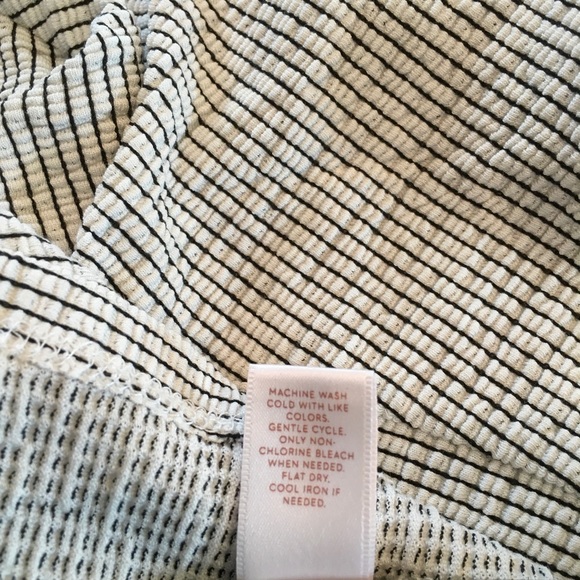 MACHINE WASH
COLD WITH LIKE
COLORS.
GENTLE CYCLE.
ONLY NON-
CHLORINE BLEACH
WHEN NEEDED.
FLAT DRY.
COOL IRON IF
NEEDED.